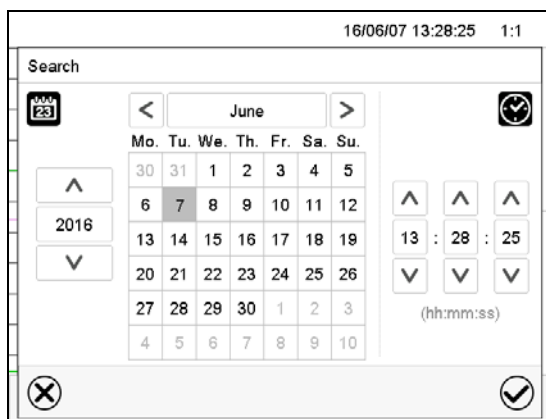 16/06/07 13:28:25 1:1
Search
23
< June >
Mo. Tu. We. Th. Fr. Sa. Su.
30 31 1 2 3 4 5
6 7 8 9 10 11 12
13 14 15 16 17 18 19
20 21 22 23 24 25 26
27 28 29 30 1 2 3
4 5 6 7 8 9 10
2016
13 : 28 : 25
(hh:mm:ss)